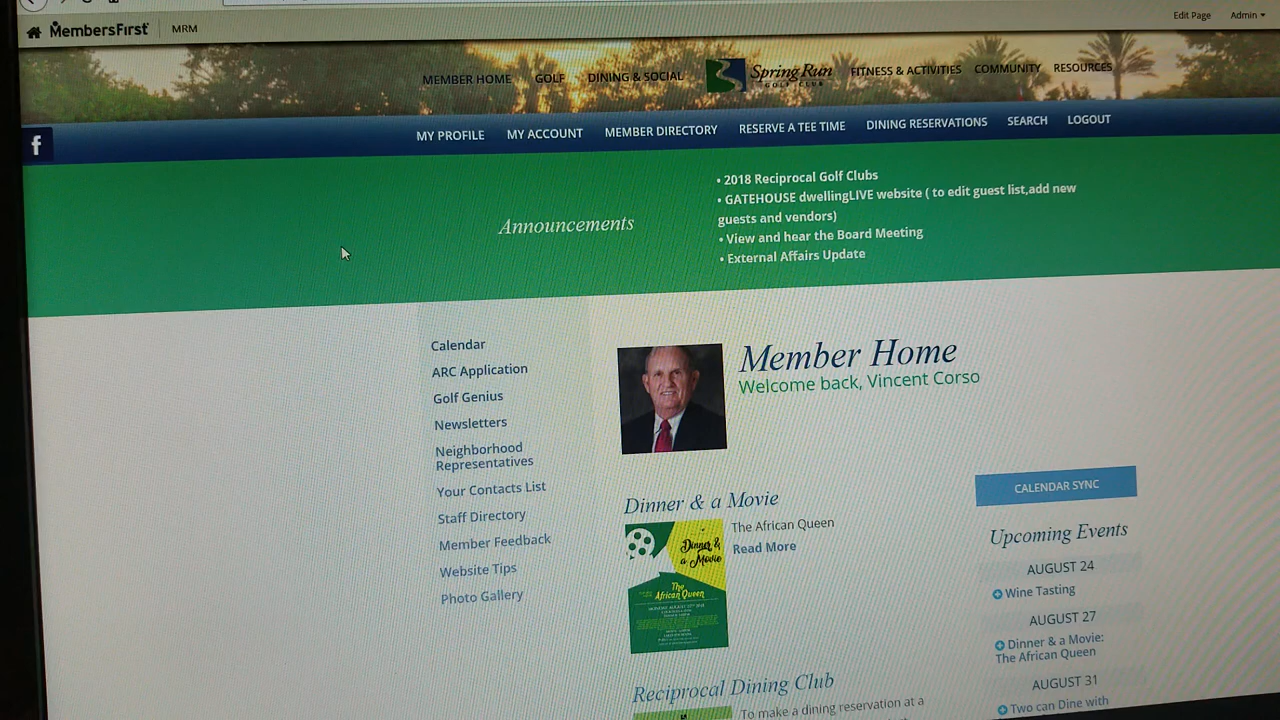 MEMBERSFIRST MRM Edit Page Admin
MEMBER HOME GOLF DINING & SOCIAL Spring Run GOLF CLUB FITNESS & ACTIVITIES COMMUNITY RESOURCES
f MY PROFILE MY ACCOUNT MEMBER DIRECTORY RESERVE A TEE TIME DINING RESERVATIONS SEARCH LOGOUT
Announcements
• 2018 Reciprocal Golf Clubs
• GATEHOUSE dwellingLIVE website ( to edit guest list,add new
guests and vendors)
• View and hear the Board Meeting
• External Affairs Update
Calendar
ARC Application
Golf Genius
Newsletters
Neighborhood
Representatives
Your Contacts List
Staff Directory
Member Feedback
Website Tips
Photo Gallery
Member Home
Welcome back, Vincent Corso
Dinner & a Movie
The African Queen
Read More
Dinner &
a Movie
The
African Queen
Reciprocal Dining Club
To make a dining reservation at a
CALENDAR SYNC
Upcoming Events
AUGUST 24
Wine Tasting
AUGUST 27
Dinner & a Movie:
The African Queen
AUGUST 31
Two can Dine with